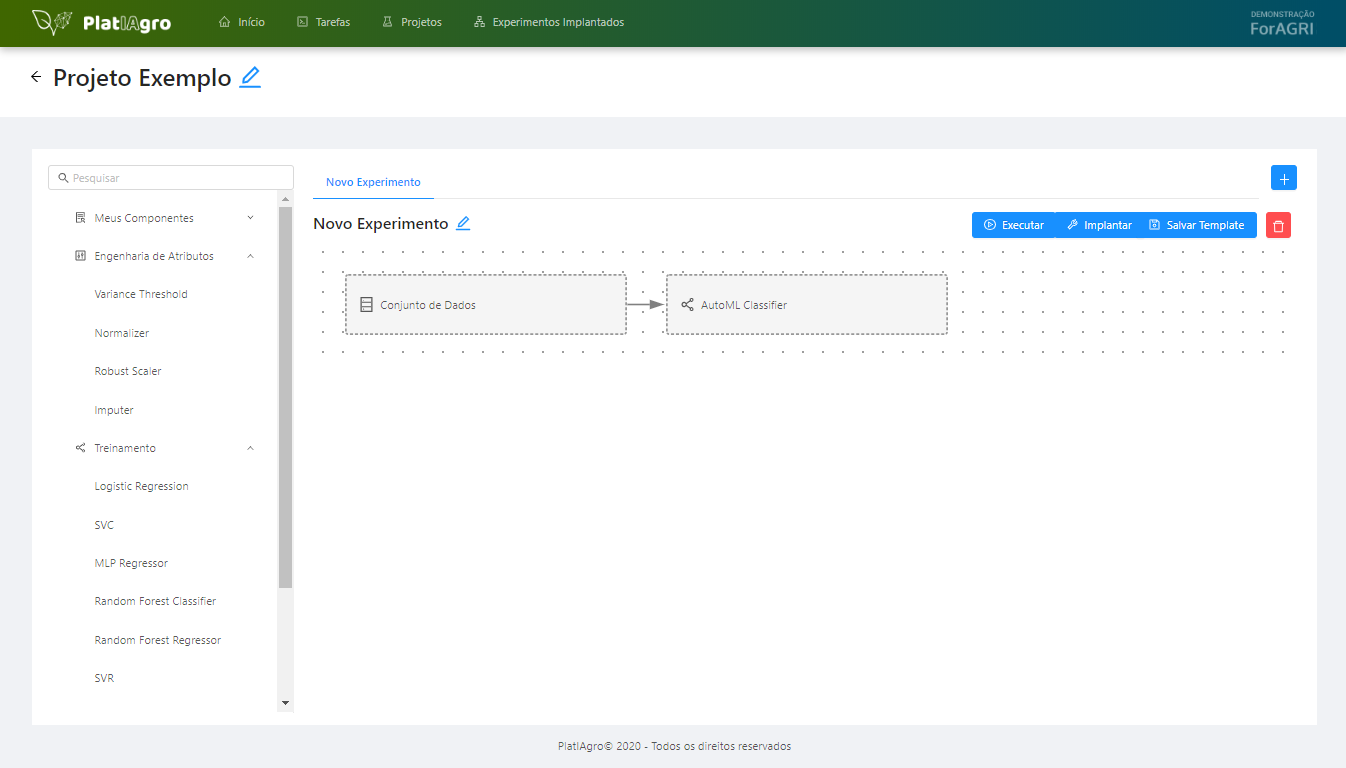 PlatIAgro
Início
Tarefas
Projetos
Experimentos Implantados
DEMONSTRAÇÃO
ForAGRI
Projeto Exemplo
Pesquisar
Meus Componentes
Engenharia de Atributos
Variance Threshold
Normalizer
Robust Scaler
Imputer
Treinamento
Logistic Regression
SVC
MLP Regressor
Random Forest Classifier
Random Forest Regressor
SVR
Novo Experimento
Novo Experimento
Executar
Implantar
Salvar Template
Conjunto de Dados
AutoML Classifier
PlatIAgro© 2020 - Todos os direitos reservados